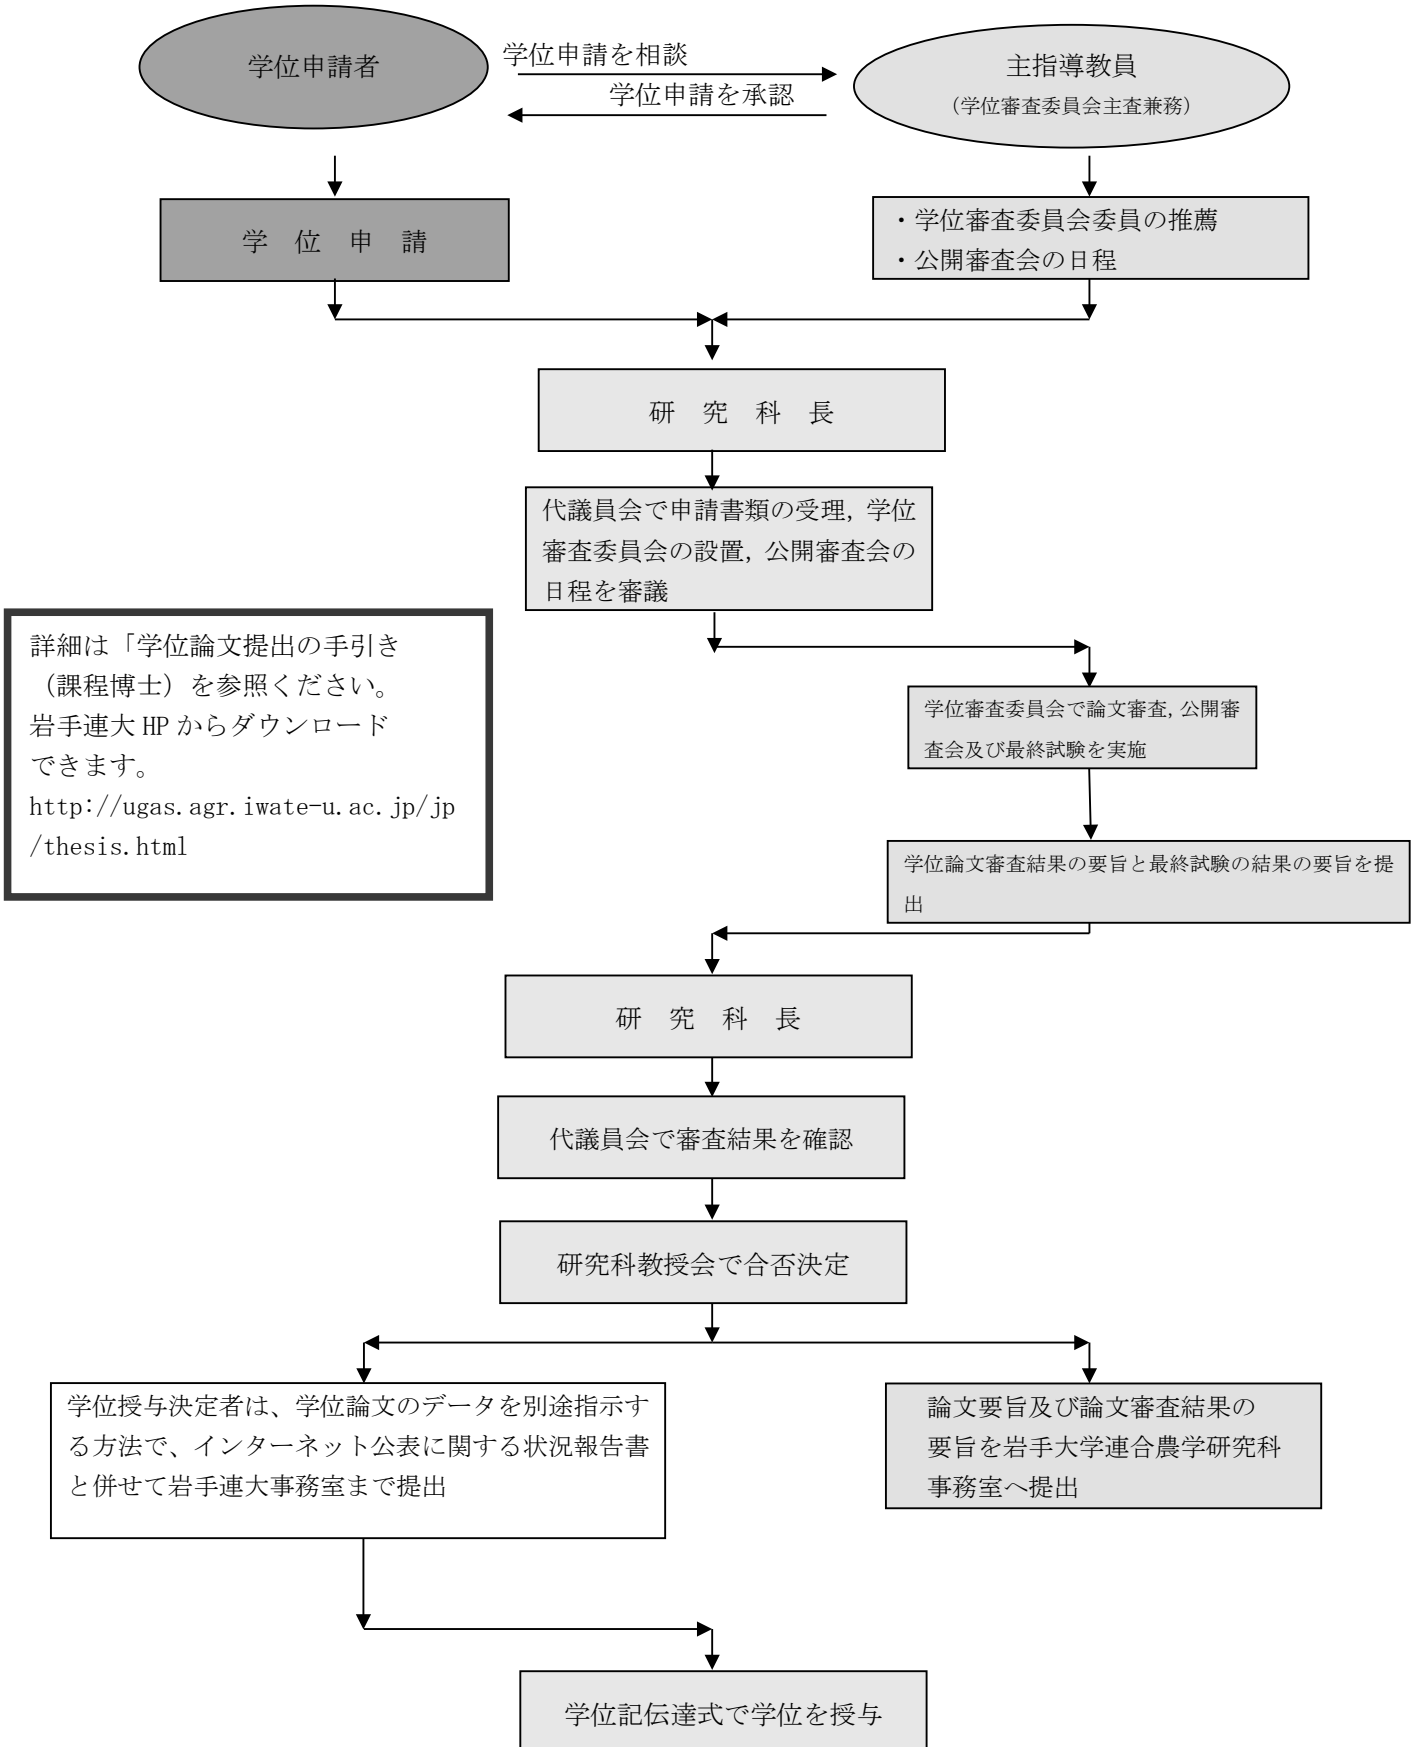 学位申請者
学位申請を相談
学位申請を承認
主指導教員
(学位審査委員会主査兼務)
学 位 申 請
・学位審査委員会委員の推薦
・公開審査会の日程
研 究 科 長
代議員会で申請書類の受理, 学位
審査委員会の設置, 公開審査会の
日程を審議
詳細は「学位論文提出の手引き
(課程博士)を参照ください。
岩手連大 HP からダウンロード
できます。
http://ugas.agr.iwate-u.ac.jp/jp
/thesis.html
学位審査委員会で論文審査, 公開審
査会及び最終試験を実施
学位論文審査結果の要旨と最終試験の結果の要旨を提
出
研 究 科 長
代議員会で審査結果を確認
研究科教授会で合否決定
学位授与決定者は、学位論文のデータを別途指示す
る方法で、インターネット公表に関する状況報告書
と併せて岩手連大事務室まで提出
論文要旨及び論文審査結果の
要旨を岩手大学連合農学研究科
事務室へ提出
学位記伝達式で学位を授与